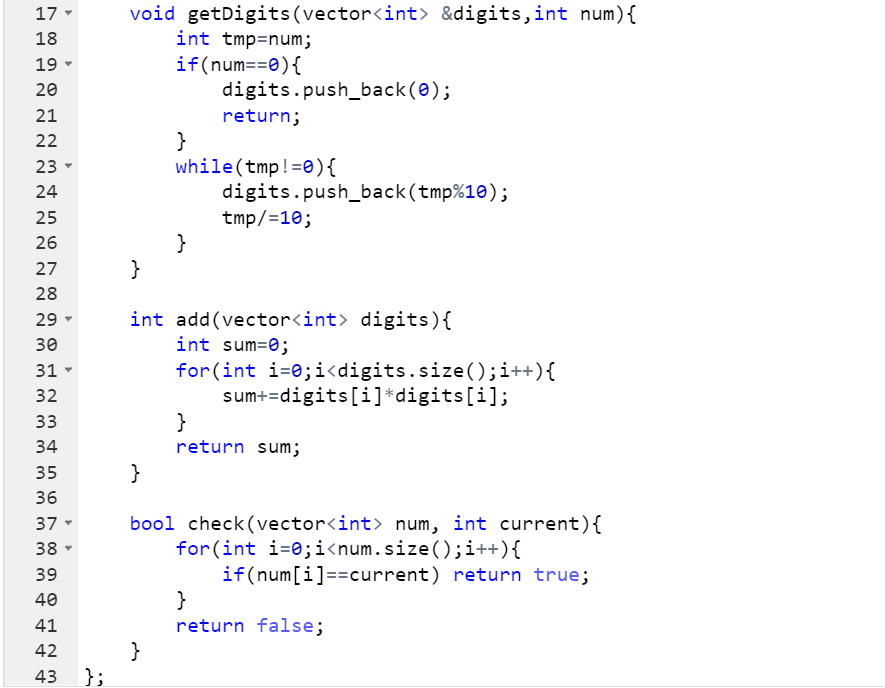 17 void getDigits(vector<int> &digits,int num){
18 int tmp=num;
19 if(num==0){
20 digits.push_back(0);
21 return;
22 }
23 while(tmp!=0){
24 digits.push_back(tmp%10);
25 tmp/=10;
26 }
27 }
28
29 int add(vector<int> digits){
30 int sum=0;
31 for(int i=0;i<digits.size();i++){
32 sum+=digits[i]*digits[i];
33 }
34 return sum;
35 }
36
37 bool check(vector<int> num, int current){
38 for(int i=0;i<num.size();i++){
39 if(num[i]==current) return true;
40 }
41 return false;
42 }
43 };